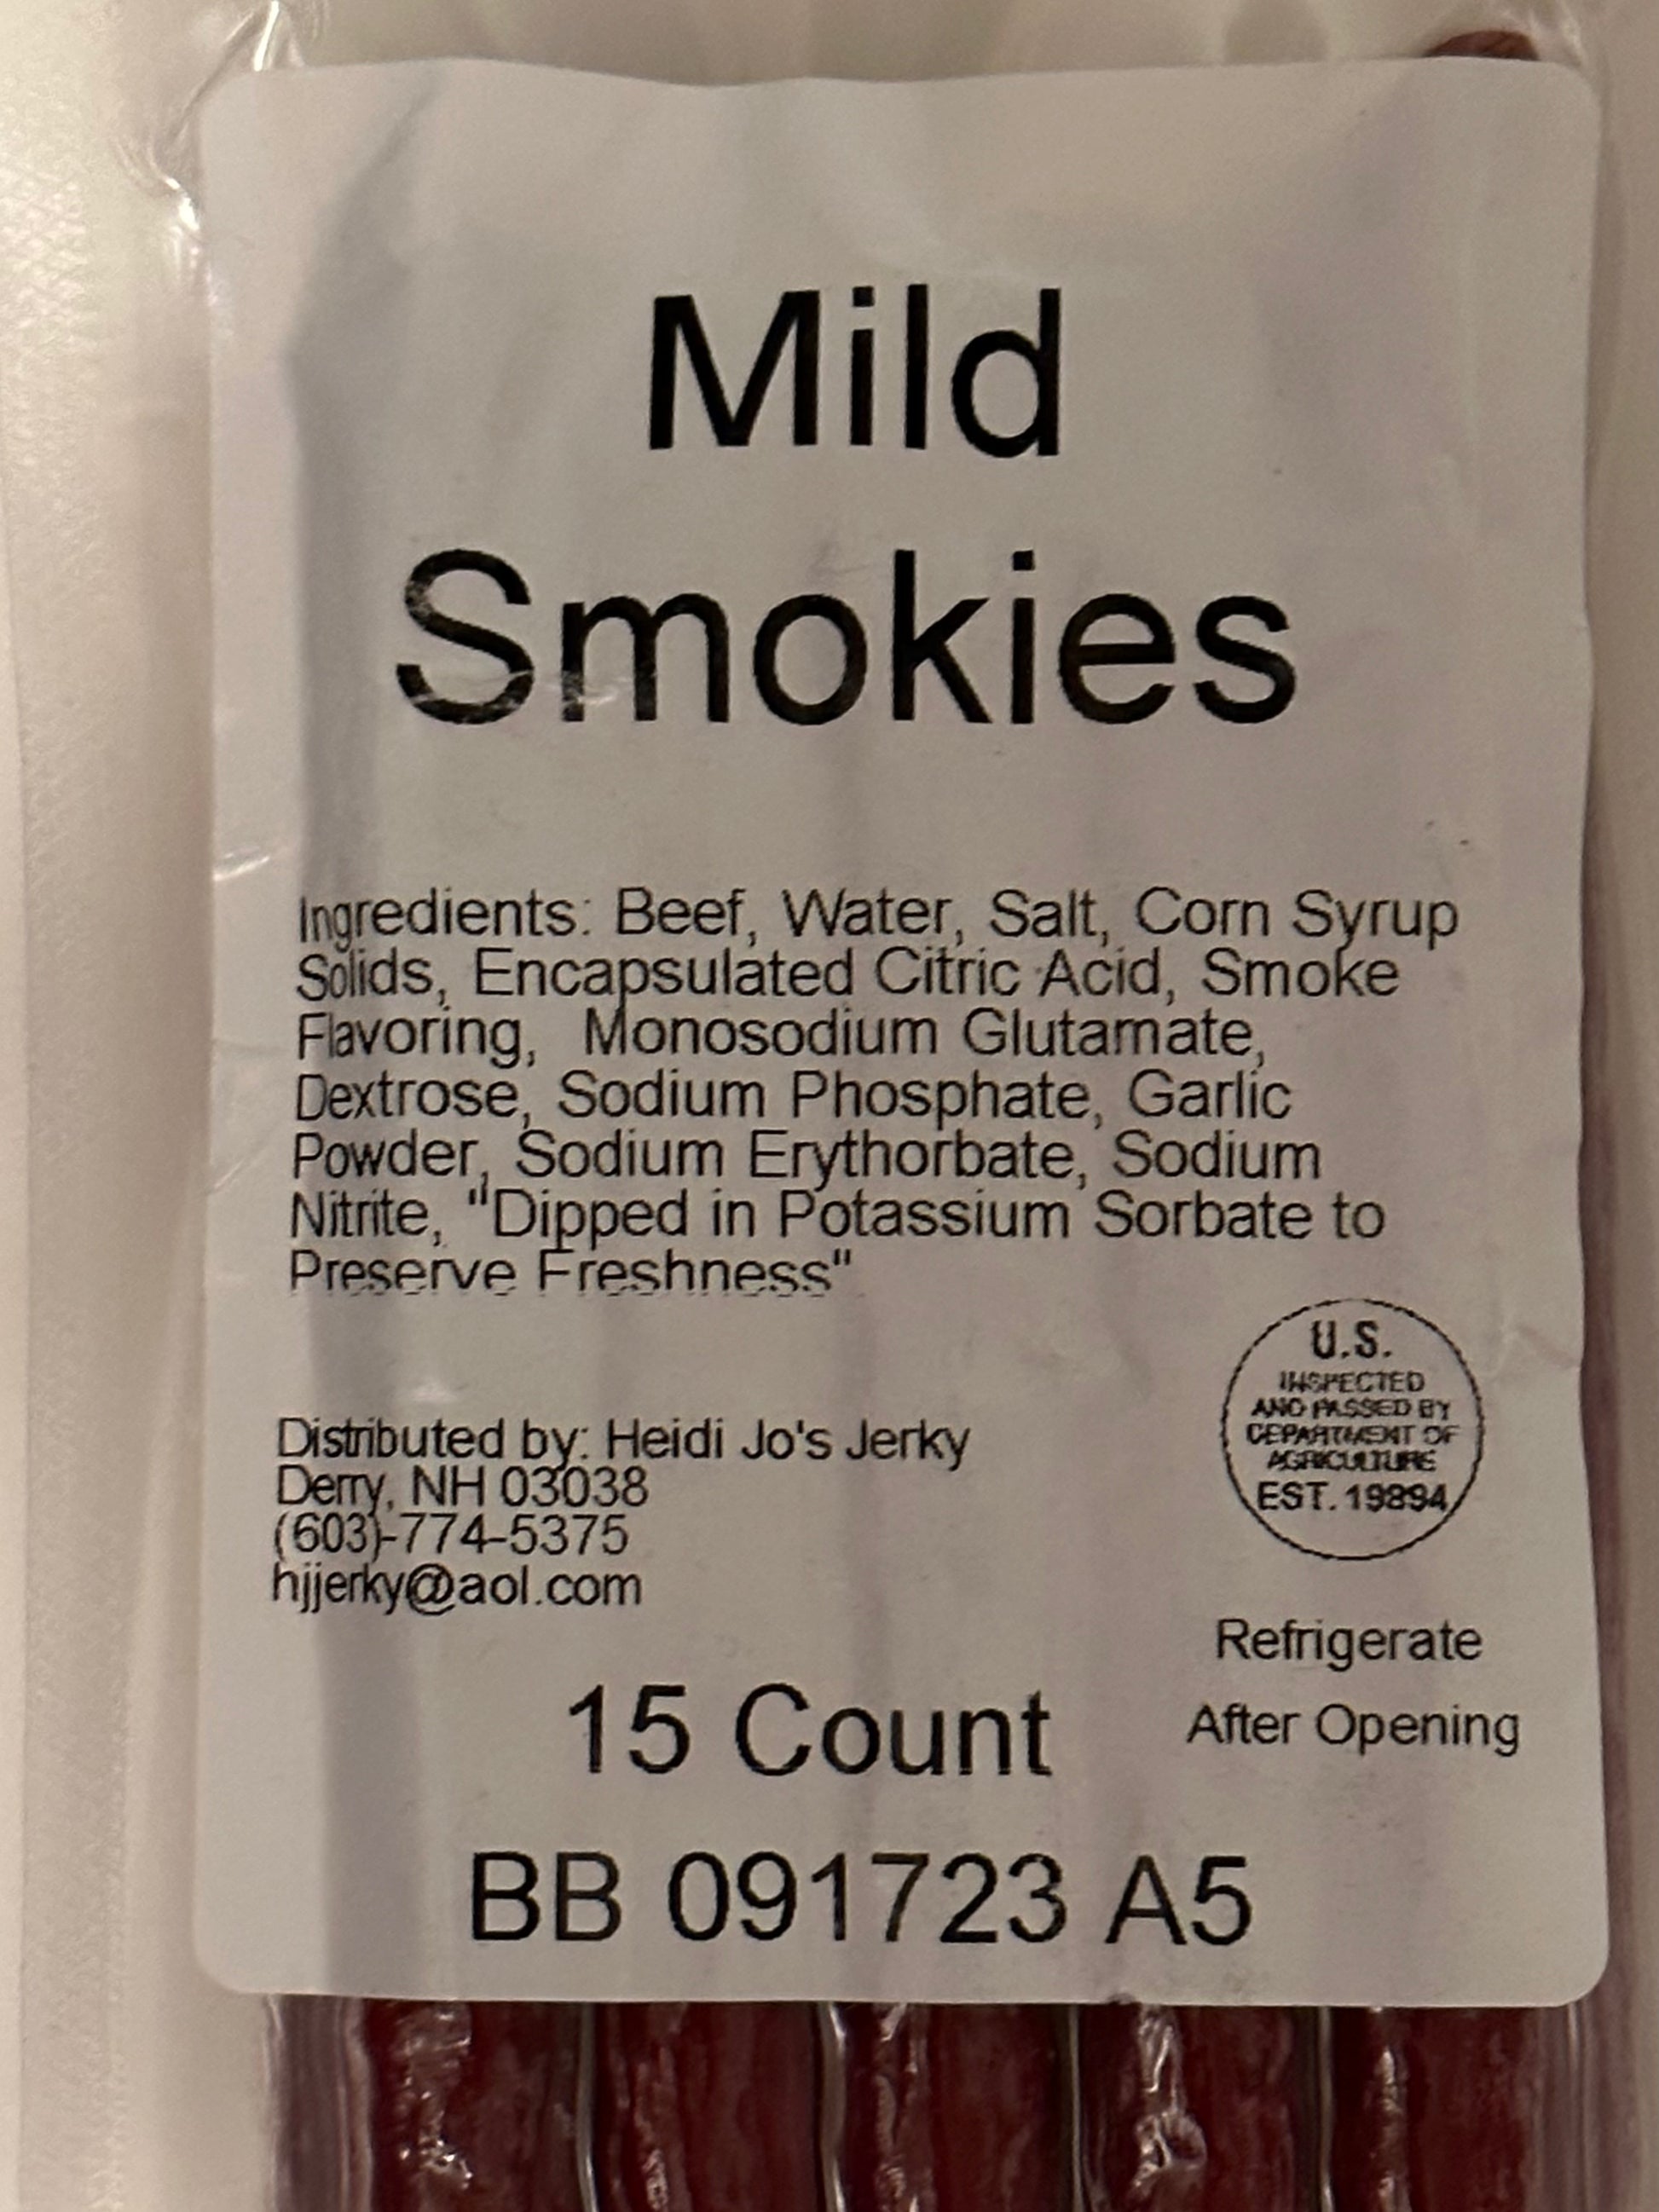 Mild
Smokies
Ingredients: Beef, Water, Salt, Corn Syrup
Solids, Encapsulated Citric Acid, Smoke
Flavoring, Monosodium Glutamate,
Dextrose, Sodium Phosphate, Garlic
Powder, Sodium Erythorbate, Sodium
Nitrite, "Dipped in Potassium Sorbate to
Preserve Freshness"
U.S.
INSPECTED
AND PASSED BY
DEPARTMENT OF
AGRICULTURE
EST. 19894
Distributed by: Heidi Jo's Jerky
Derry, NH 03038
(603)-774-5375
hjjerky@aol.com
Refrigerate
After Opening
15 Count
BB 091723 A5